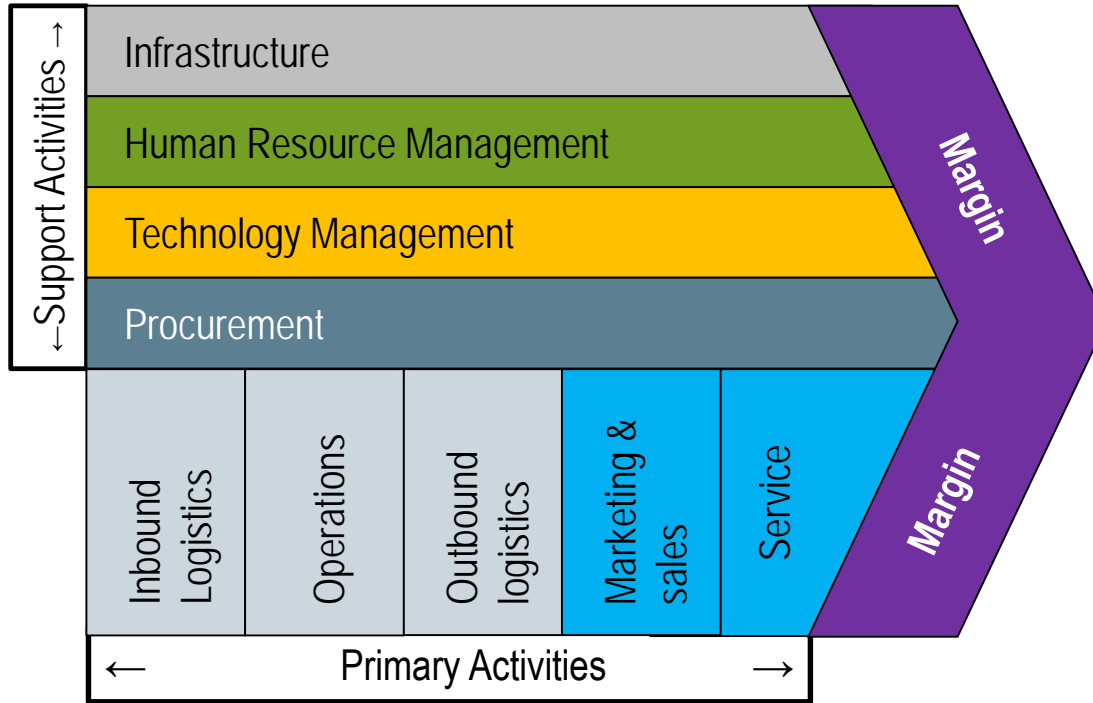 ←Support Activities →
Infrastructure
Human Resource Management
Technology Management
Procurement
Margin
Margin
Inbound
Logistics
Operations
Outbound
logistics
Marketing &
sales
Service
← Primary Activities →